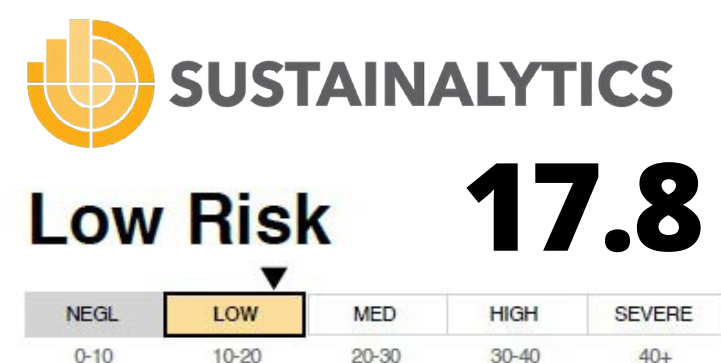 SUSTAINALYTICS
Low Risk 17.8
NEGL LOW MED HIGH SEVERE
0-10 10-20 20-30 30-40 40+